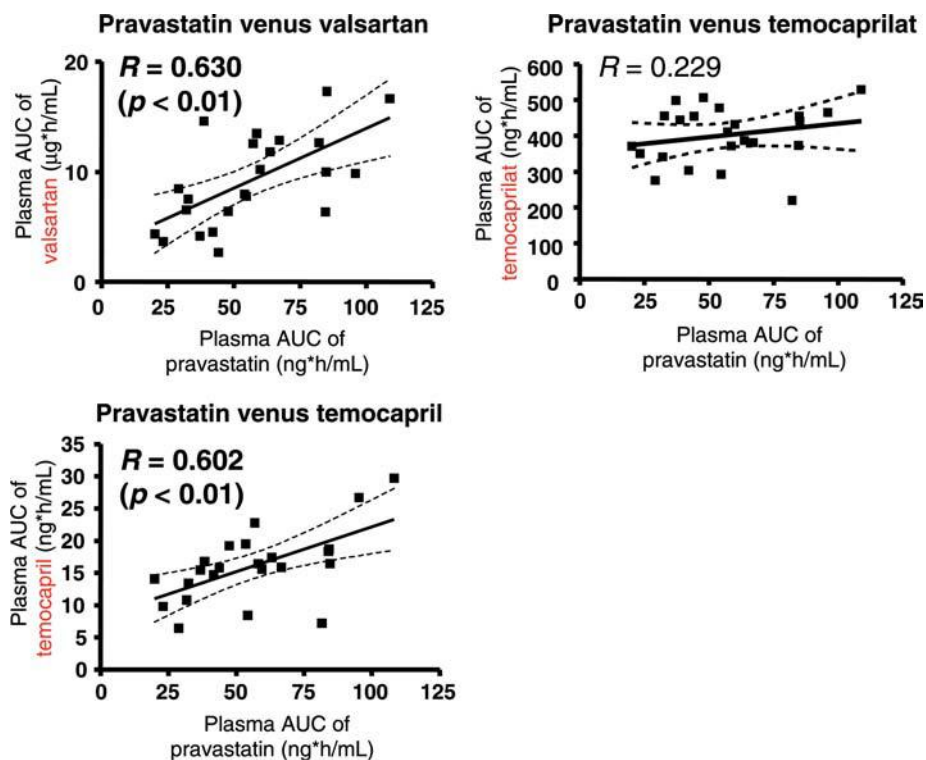 Pravastatin venus valsartan
R = 0.630
(p < 0.01)
Plasma AUC of
valsartan (µg*h/mL)
20
10
0
0 25 50 75 100 125
Plasma AUC of
pravastatin (ng*h/mL)
Pravastatin venus temocaprilat
R = 0.229
Plasma AUC of
temocaprilat (ng*h/mL)
600
500
400
300
200
100
0
0 25 50 75 100 125
Plasma AUC of
pravastatin (ng*h/mL)
Pravastatin venus temocapril
R = 0.602
(p < 0.01)
Plasma AUC of
temocapril (ng*h/mL)
35
30
25
20
15
10
5
0
0 25 50 75 100 125
Plasma AUC of
pravastatin (ng*h/mL)